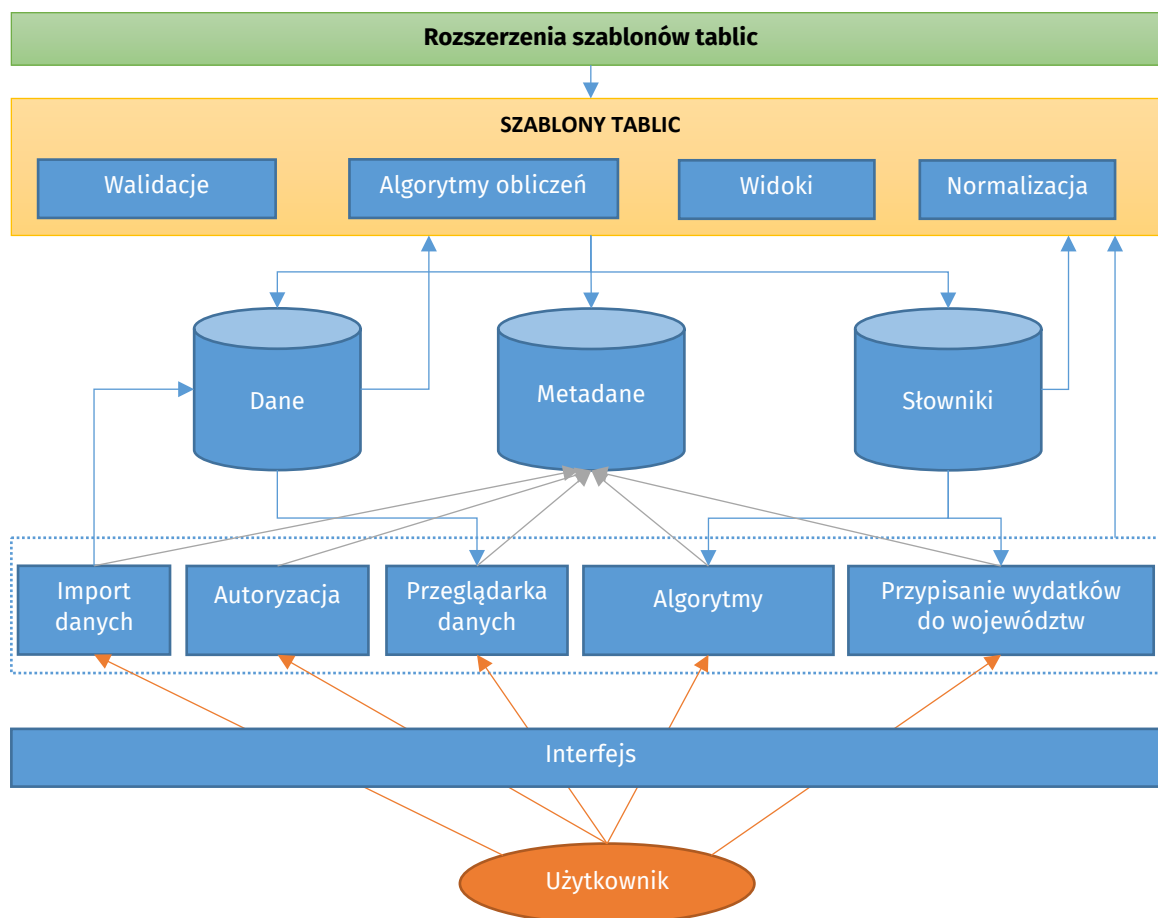 Rozszerzenia szablonów tablic
SZABLONY TABLIC
Walidacje
Algorytmy obliczeń
Widoki
Normalizacja
Dane
Metadane
Słowniki
Import
danych
Autoryzacja
Przeglądarka
danych
Algorytmy
Przypisanie wydatków
do województw
Interfejs
Użytkownik